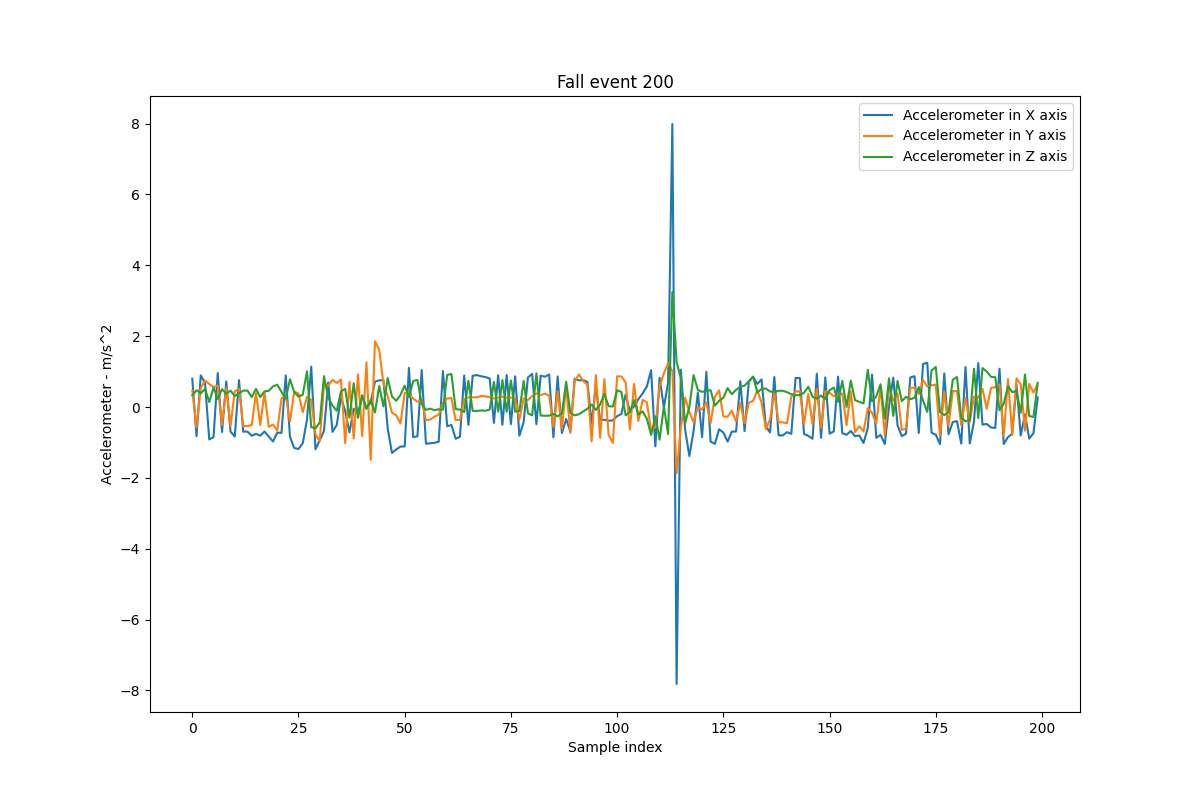 Fall event 200
Accelerometer in X axis
Accelerometer in Y axis
Accelerometer in Z axis
Accelerometer - m/s^2
8
6
4
2
0
−2
−4
−6
−8
0 25 50 75 100 125 150 175 200
Sample index